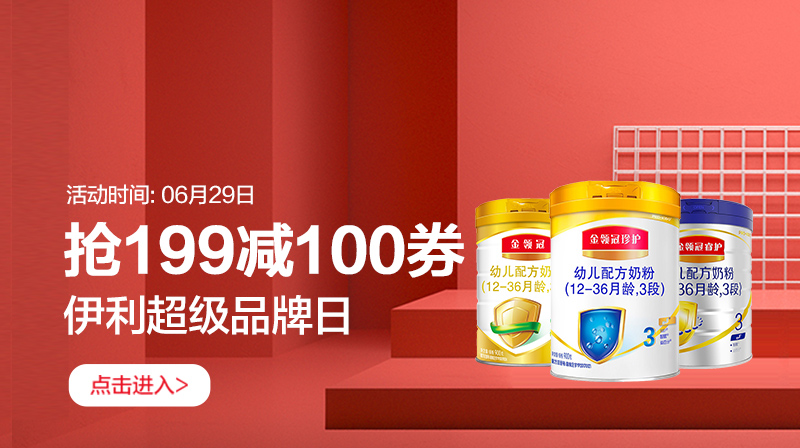 活动时间: 06月29日
抢199减100券
伊利超级品牌日
点击进入>
金领冠
幼儿配方奶
(12-36月龄,
金领冠珍护
幼儿配方奶粉
(12-36月龄,3段)
3
金领冠睿护
儿配方奶粉
6月龄,3段)
3